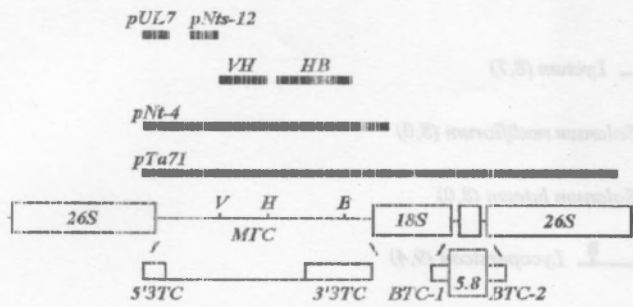 pUL7 pNts-12
VH HB
pNt-4
pTa71
26S V H B 18S 26S
МТС
5'ЗТС 3'ЗТС ВТС-1 5.8 ВТС-2